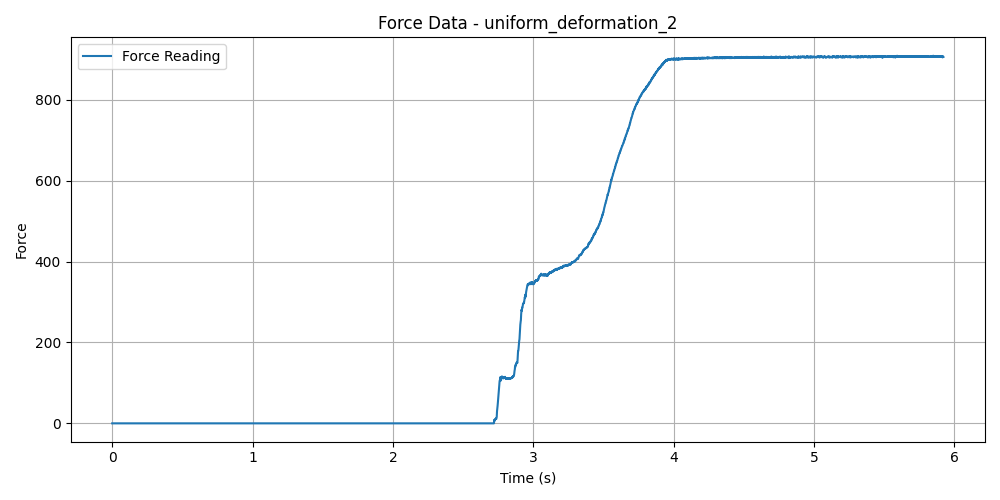 Force Data - uniform_deformation_2
Force Reading
Force
800
600
400
200
0
0 1 2 3 4 5 6
Time (s)